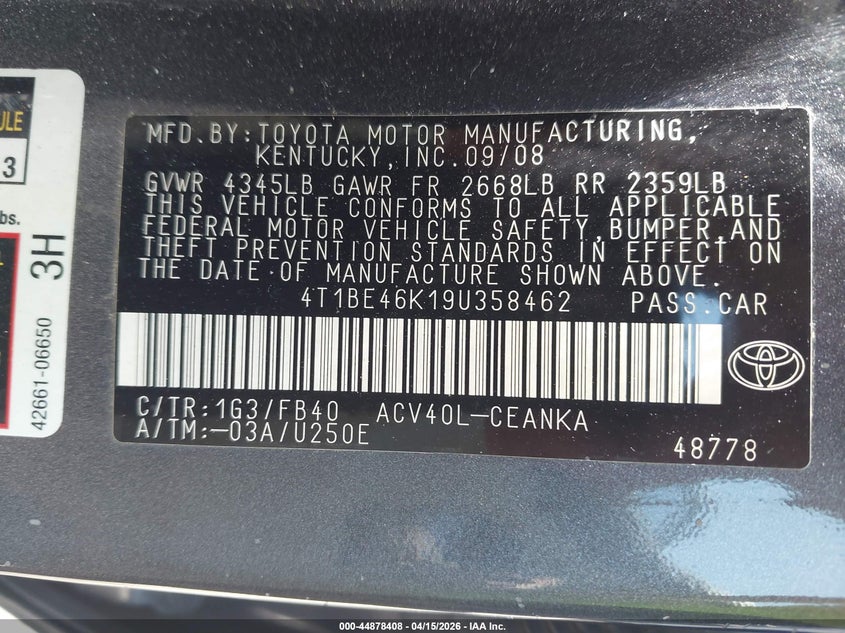 ULE
3
bs.
3H
42661-06650
MFD.BY:TOYOTA MOTOR MANUFACTURING,
KENTUCKY,INC.09/08
GVWR 4345LB GAWR FR 2668LB RR 2359LB
THIS VEHICLE CONFORMS TO ALL APPLICABLE
FEDERAL MOTOR VEHICLE SAFETY,BUMPER,AND
THEFT PREVENTION STANDARDS IN EFFECT ON
THE DATE OF MANUFACTURE SHOWN ABOVE.
4T1BE46K19U358462 PASS.CAR
C/TR:1G3/FB40 ACV40L-CEANKA
A/TM:-03A/U250E
48778
000-44878408 - 04/15/2026 - IAA Inc.